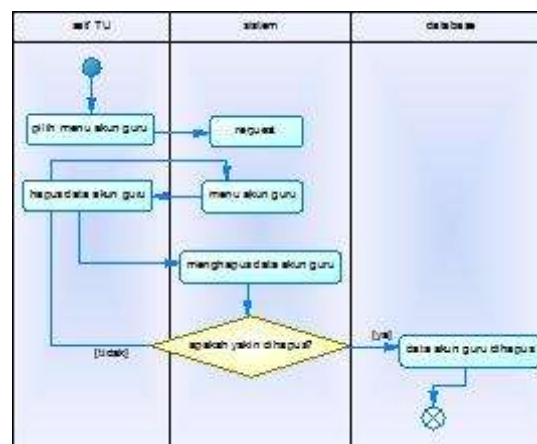 staf TU
sistem
database
pilih menu akun guru
request
hapus data akun guru
menu akun guru
menghapus data akun guru
apakah yakin dihapus?
[ya]
[tidak]
data akun guru dihapus